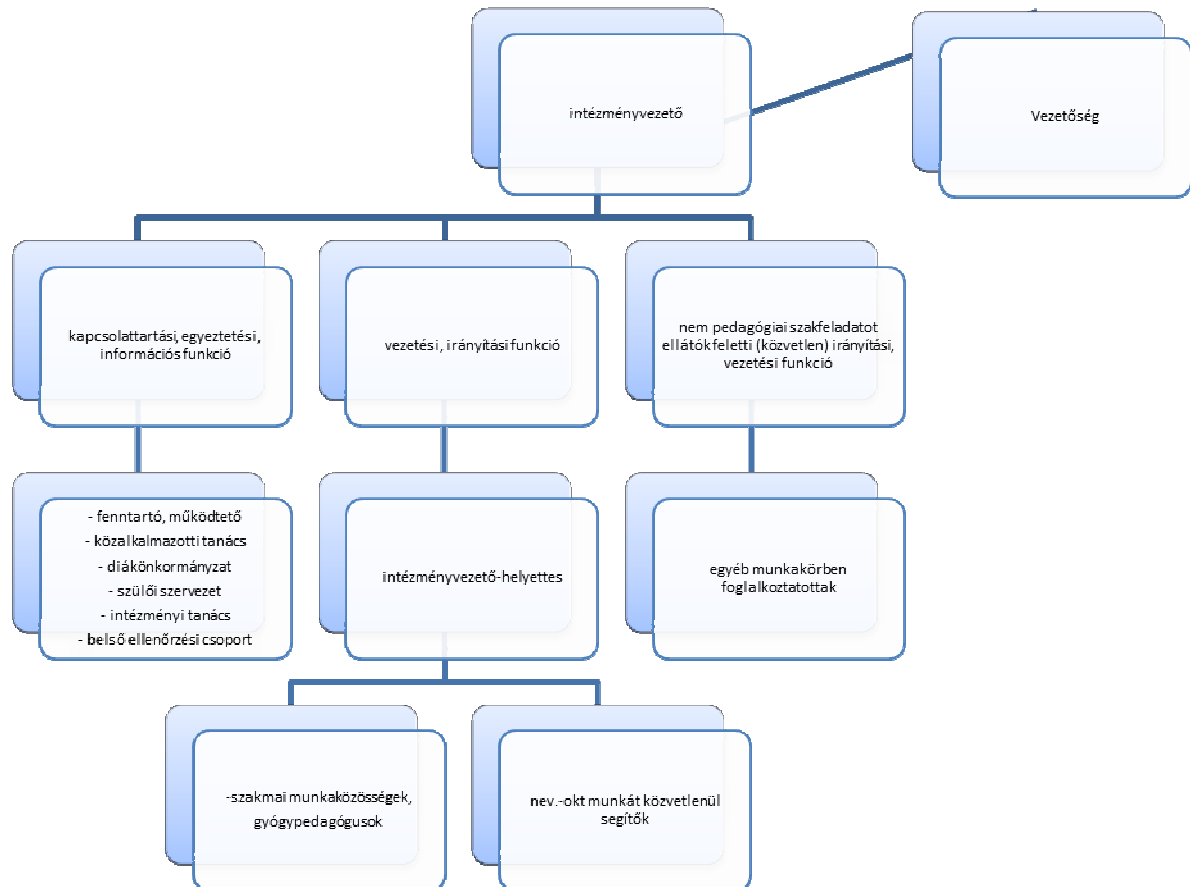 intézményvezető
Vezetőség
kapcsolattartási, egyeztetési,
információs funkció
vezetési, irányítási funkció
nem pedagógiai szakfeladatot
ellátók feletti (közvetlen) irányítási,
vezetési funkció
- fenntartó, működtető
- közalkalmazotti tanács
- diákönkormányzat
- szülői szervezet
- intézményi tanács
- belső ellenőrzési csoport
intézményvezető-helyettes
egyéb munkakörben
foglalkoztatottak
-szakmai munkaközösségek,
gyógypedagógusok
nev.-okt munkát közvetlenül
segítők